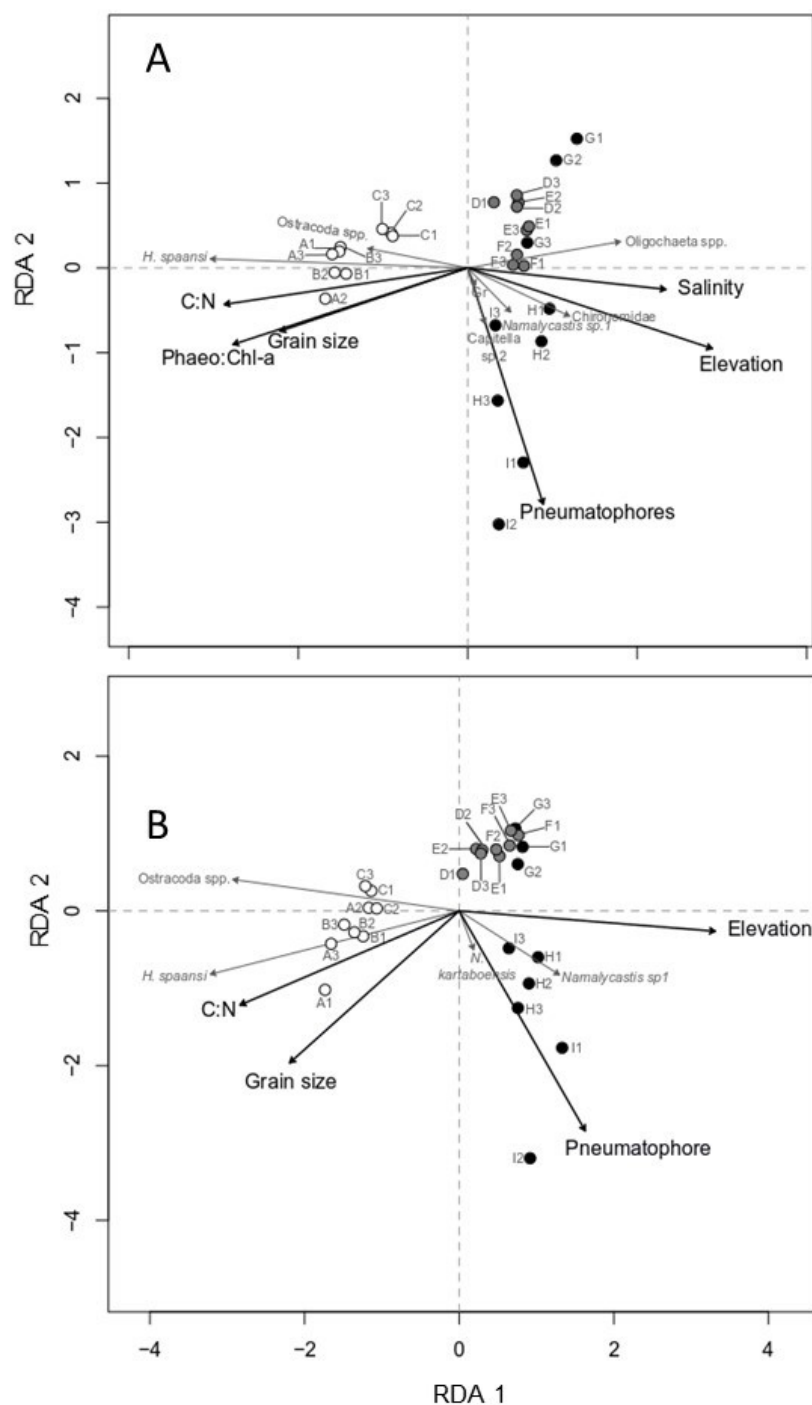 A
2
1
0
−1
−2
−3
−4
RDA 2
G1
G2
D3
E2
D2
D1
E1
E3
G3
F2
F3
F1
C3
C2
C1
Ostracoda spp.
A1
A3
B3
H. spaansi
B2
B1
A2
C:N
Grain size
Phaeo:Chl-a
Oligochaeta spp.
Salinity
Gr
H1
Chironomidae
I3
Namalycastis sp.1
Capitella
sp.2
H2
Elevation
H3
I1
Pneumatophores
I2
B
2
0
−2
−4
RDA 2
E3
G3
F3
D2
F1
F2
E2
G1
G2
D1
D3
E1
C3
Ostracoda spp.
C1
A2
C2
B3
B2
B1
A3
H. spaansi
C:N
A1
Grain size
Elevation
I3
H1
N.
kartaboensis
Namalycastis sp1
H2
H3
I1
Pneumatophore
I2
−4
−2
0
2
4
RDA 1